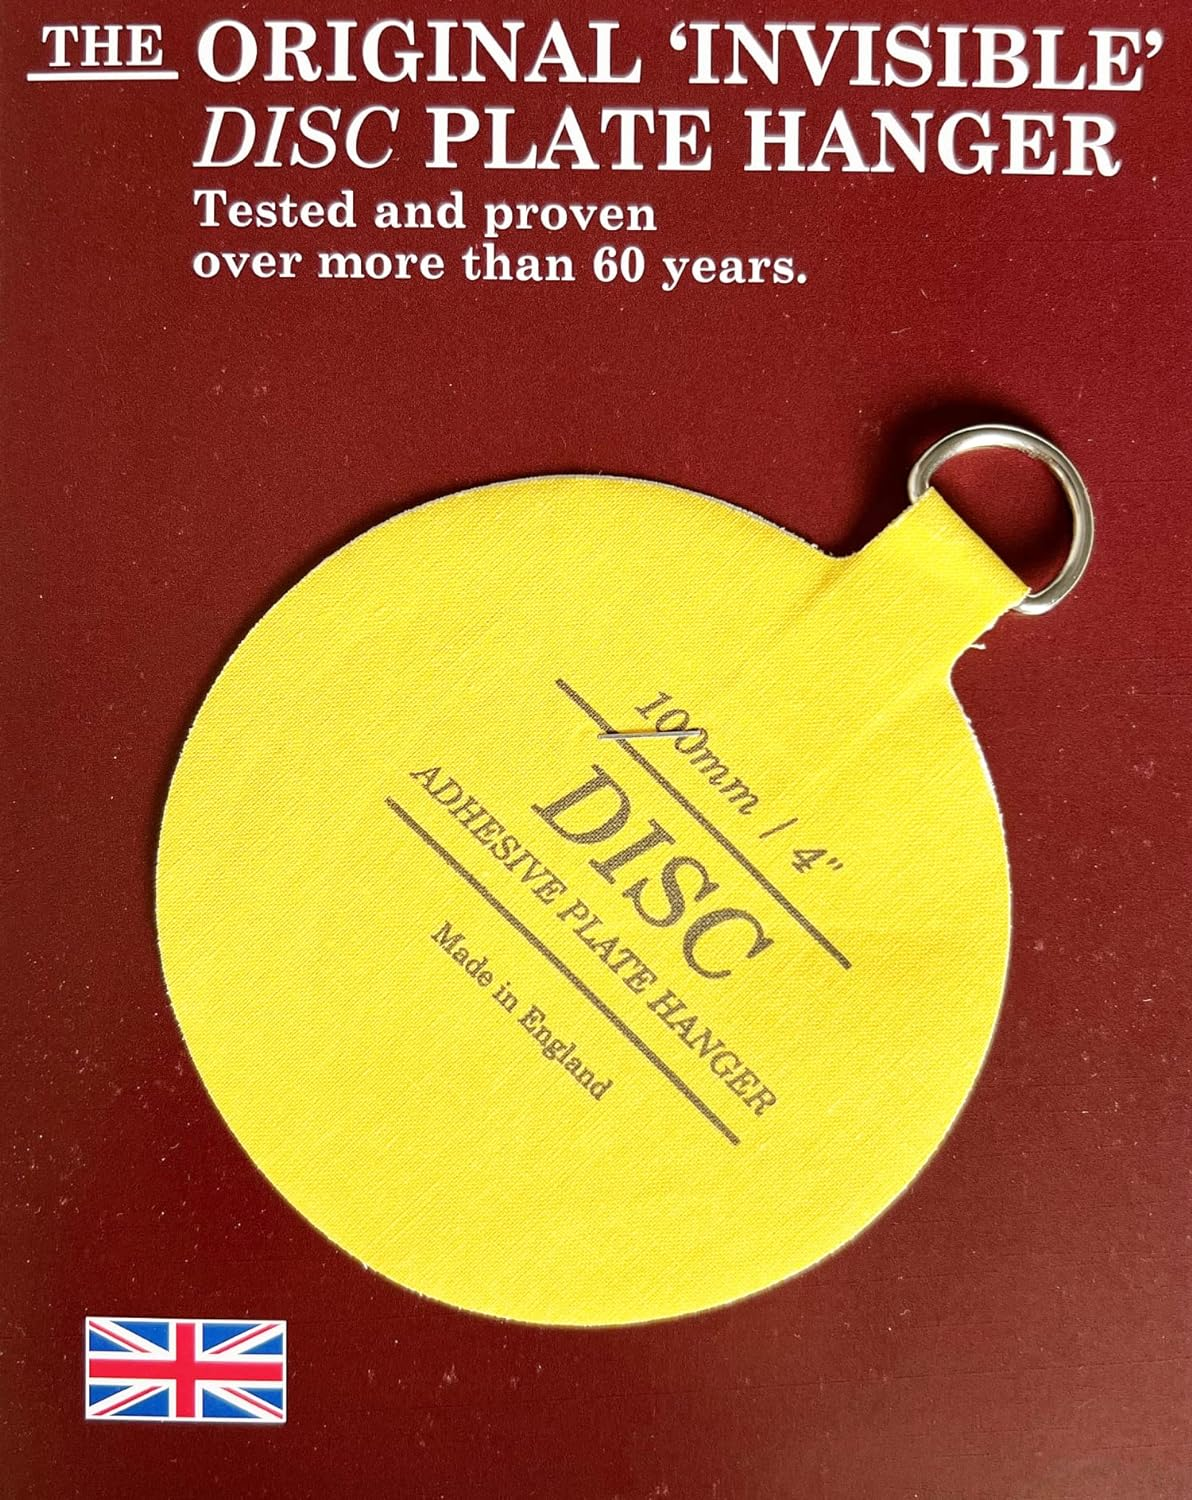 THE ORIGINAL ‘INVISIBLE’
DISC PLATE HANGER
Tested and proven
over more than 60 years.
100mm / 4"
DISC
ADHESIVE PLATE HANGER
Made in England